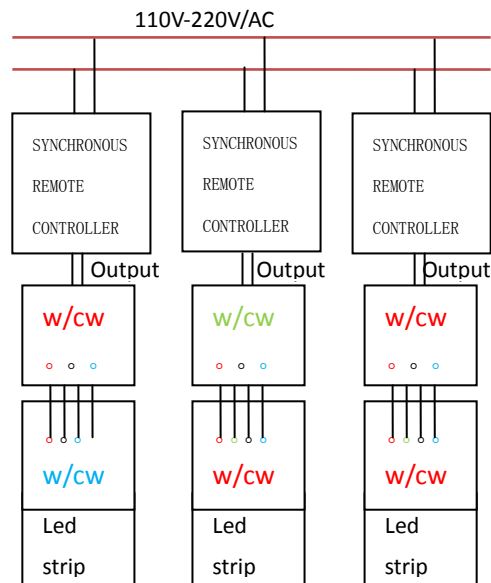 110V-220V/AC
SYNCHRONOUS
REMOTE
CONTROLLER
SYNCHRONOUS
REMOTE
CONTROLLER
SYNCHRONOUS
REMOTE
CONTROLLER
Output
Output
Output
w/cw
w/cw
w/cw
w/cw
w/cw
w/cw
Led
strip
Led
strip
Led
strip